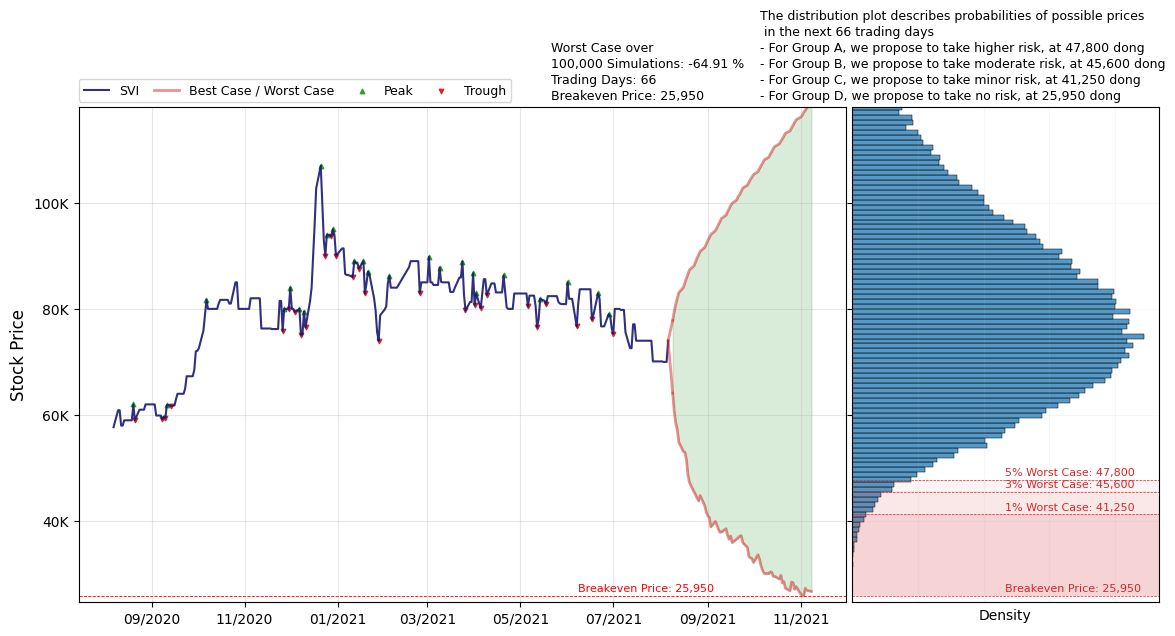 The distribution plot describes probabilities of possible prices
in the next 66 trading days
- For Group A, we propose to take higher risk, at 47,800 dong
- For Group B, we propose to take moderate risk, at 45,600 dong
- For Group C, we propose to take minor risk, at 41,250 dong
- For Group D, we propose to take no risk, at 25,950 dong
Worst Case over
100,000 Simulations: -64.91 %
Trading Days: 66
Breakeven Price: 25,950
SVI
Best Case / Worst Case
Peak
Trough
Stock Price
100K
80K
60K
40K
5% Worst Case: 47,800
3% Worst Case: 45,600
1% Worst Case: 41,250
Breakeven Price: 25,950
Breakeven Price: 25,950
09/2020
11/2020
01/2021
03/2021
05/2021
07/2021
09/2021
11/2021
Density